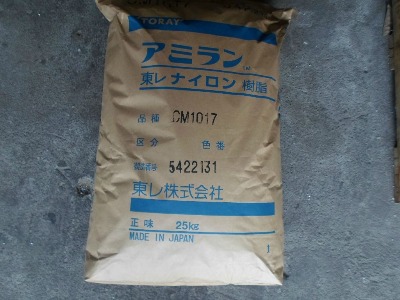 TORAY
アミラン
東レナイロン樹脂
品種 CM1017
区分 色番
5422131
東レ株式会社
正味 25kg
MADE IN JAPAN
1